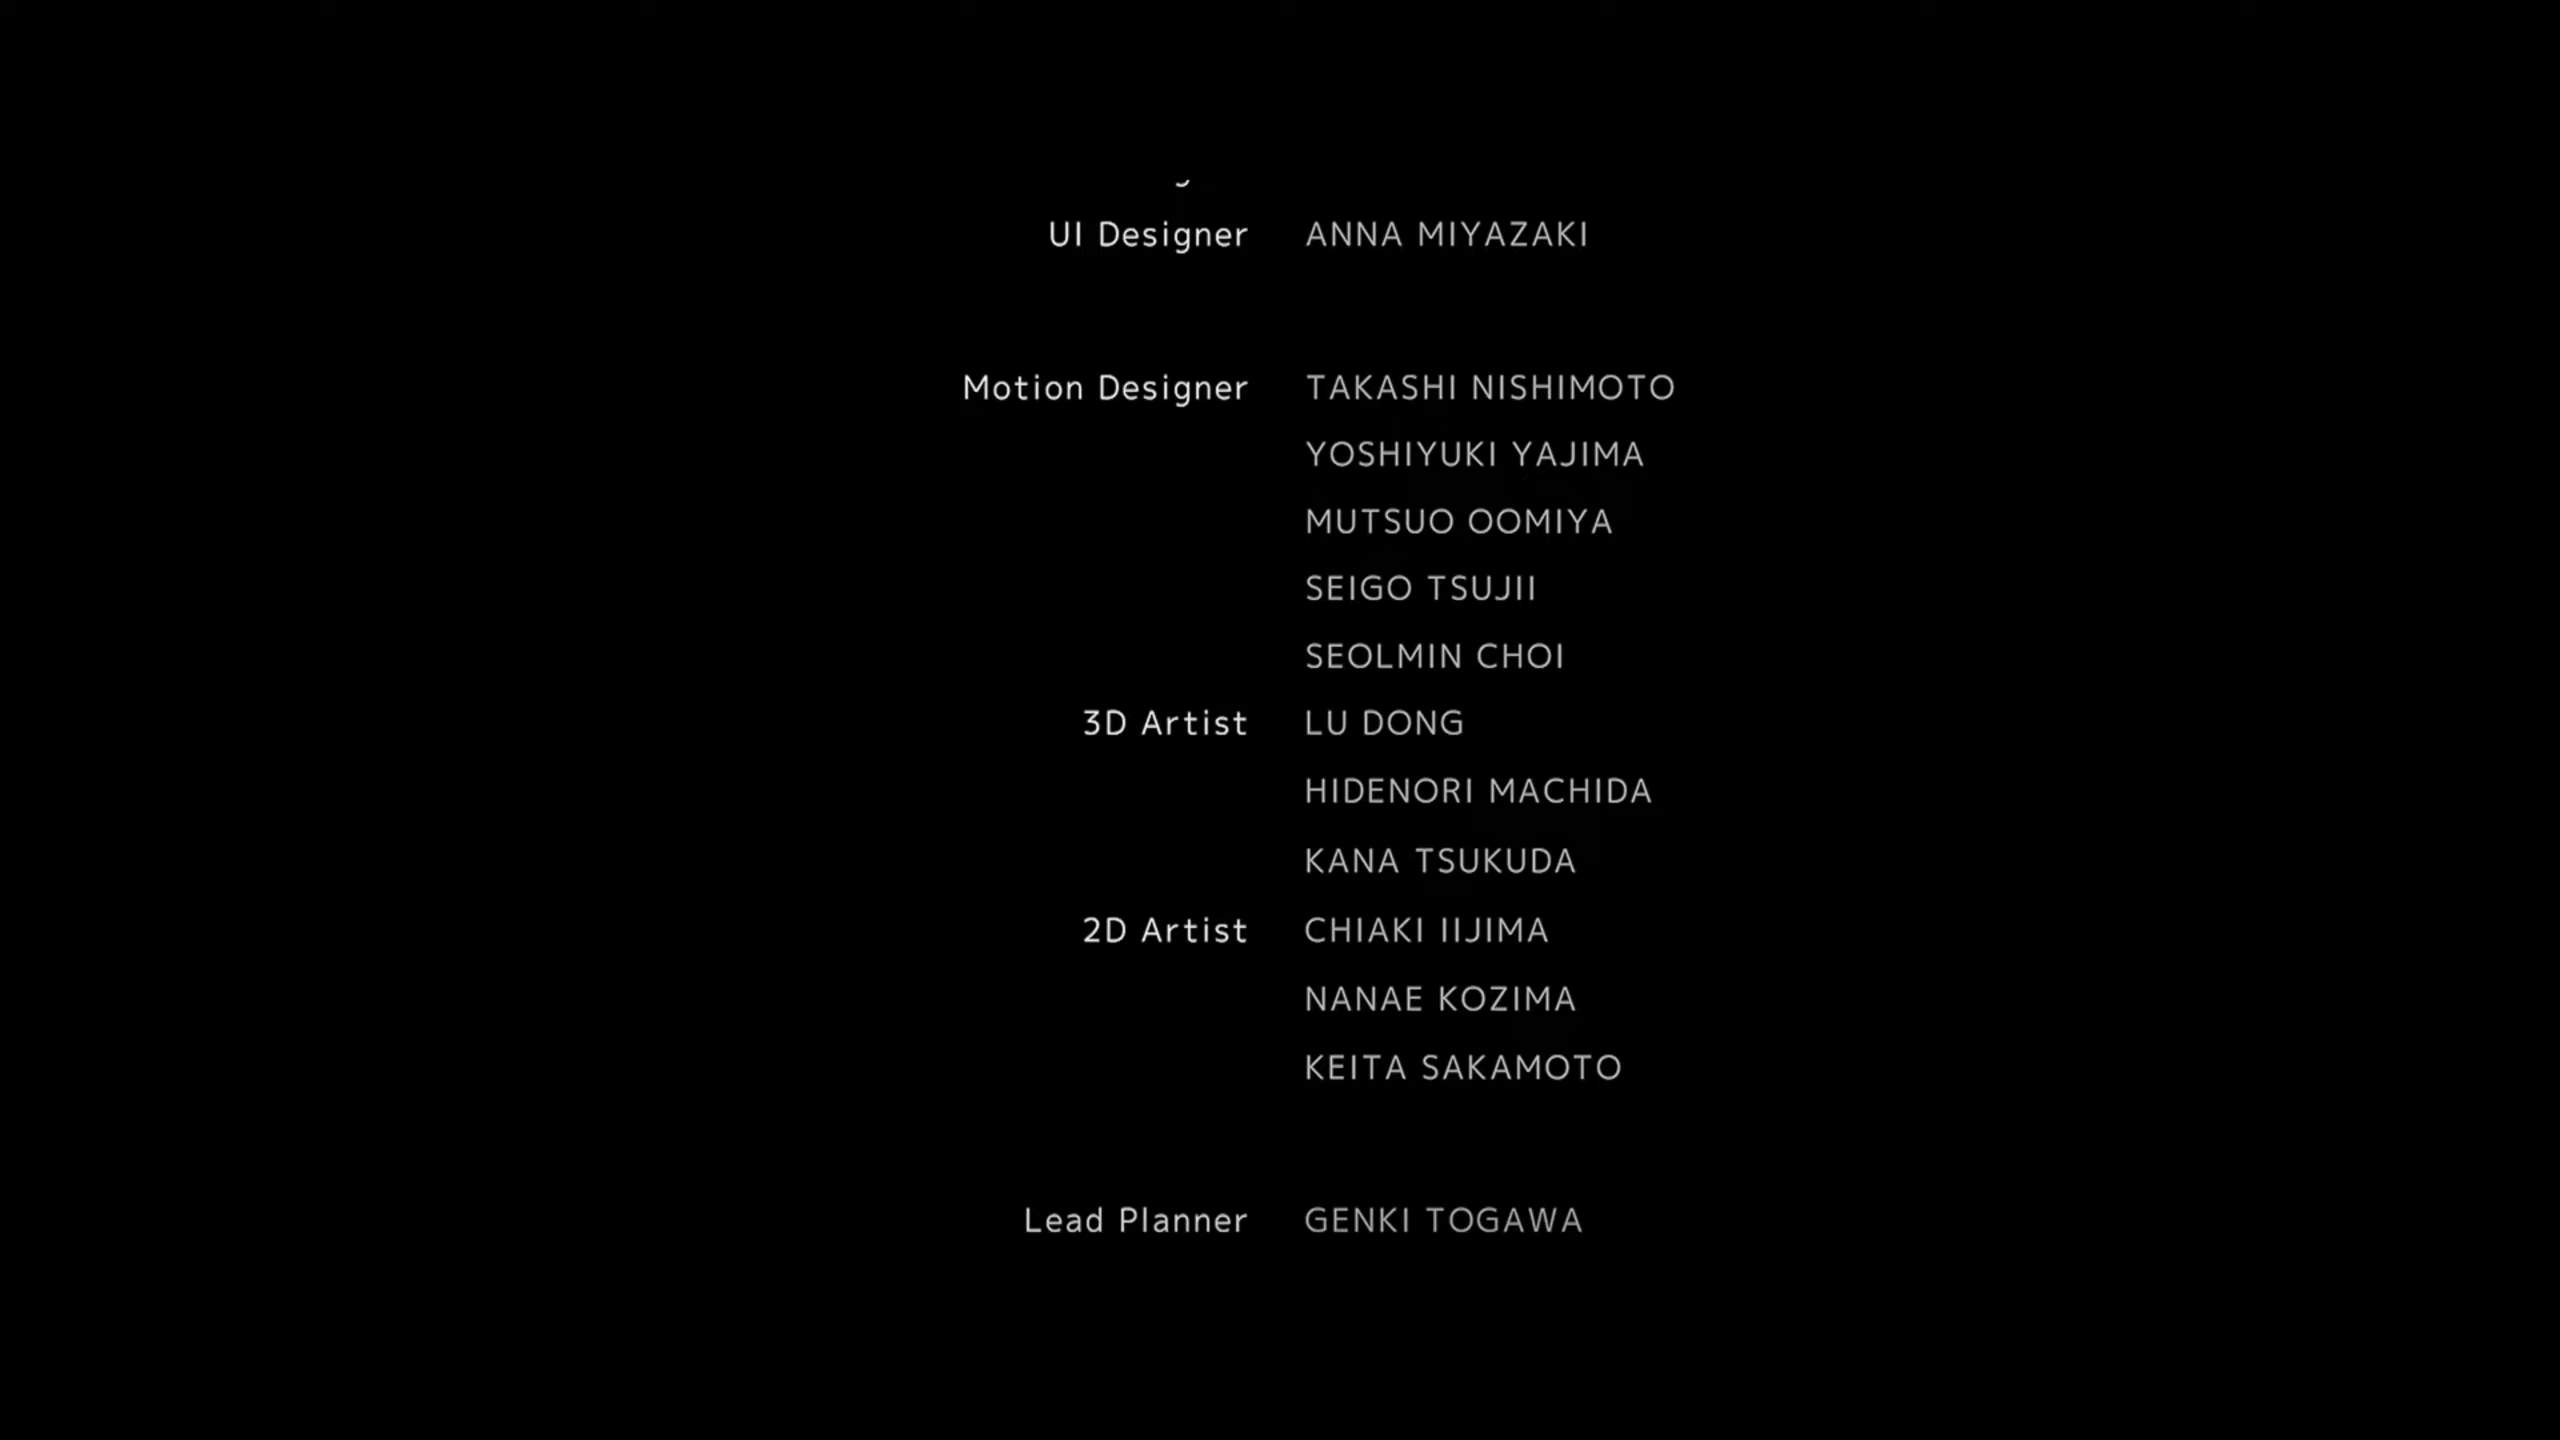 UI Designer ANNA MIYAZAKI
Motion Designer TAKASHI NISHIMOTO
YOSHIYUKI YAJIMA
MUTSUO OOMIYA
SEIGO TSUJII
SEOLMIN CHOI
3D Artist LU DONG
HIDENORI MACHIDA
KANA TSUKUDA
2D Artist CHIAKI IIJIMA
NANAE KOZIMA
KEITA SAKAMOTO
Lead Planner GENKI TOGAWA